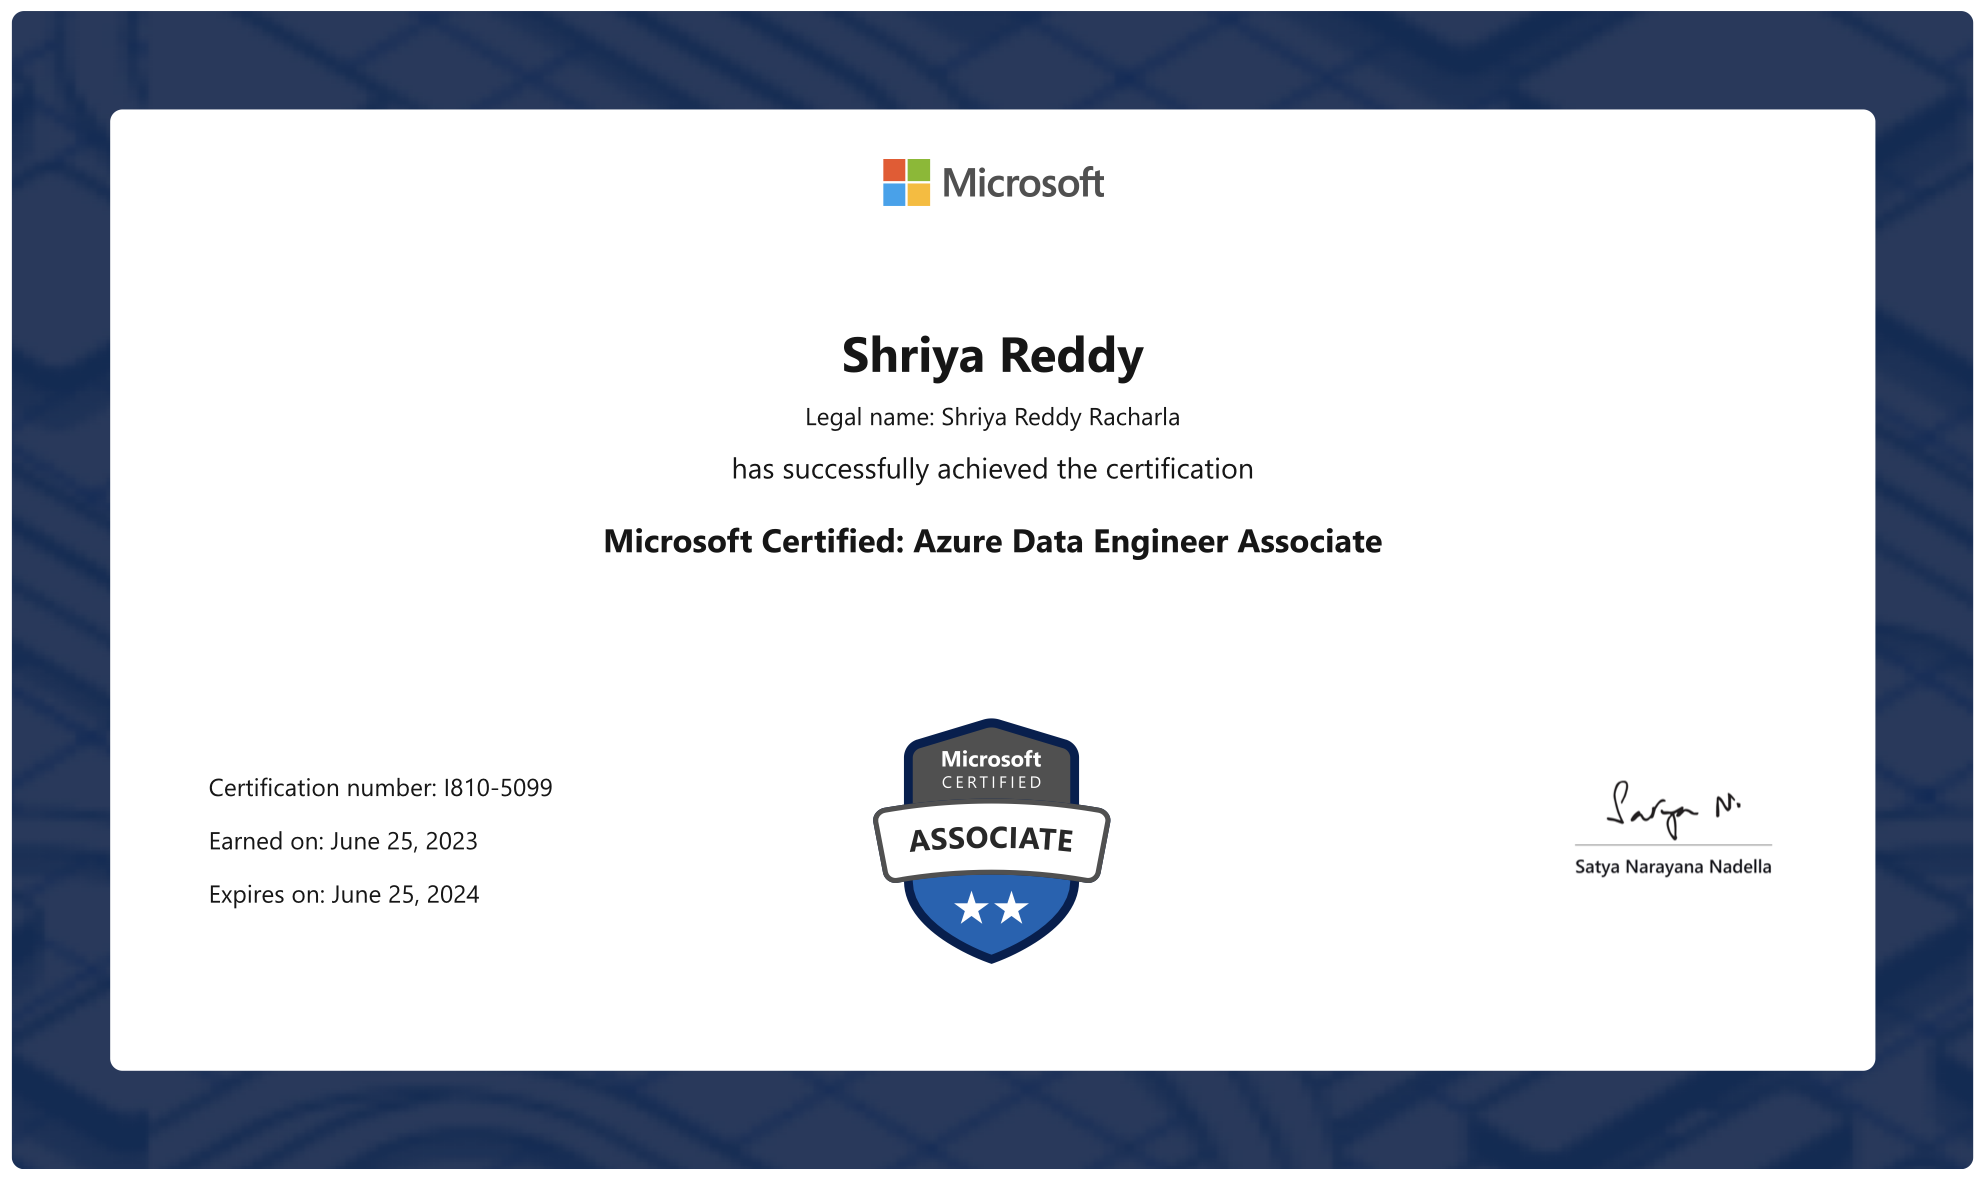 Microsoft
Shriya Reddy
Legal name: Shriya Reddy Racharla
has successfully achieved the certification
Microsoft Certified: Azure Data Engineer Associate
Certification number: I810-5099
Earned on: June 25, 2023
Expires on: June 25, 2024
Microsoft
CERTIFIED
ASSOCIATE
Satya N.
Satya Narayana Nadella